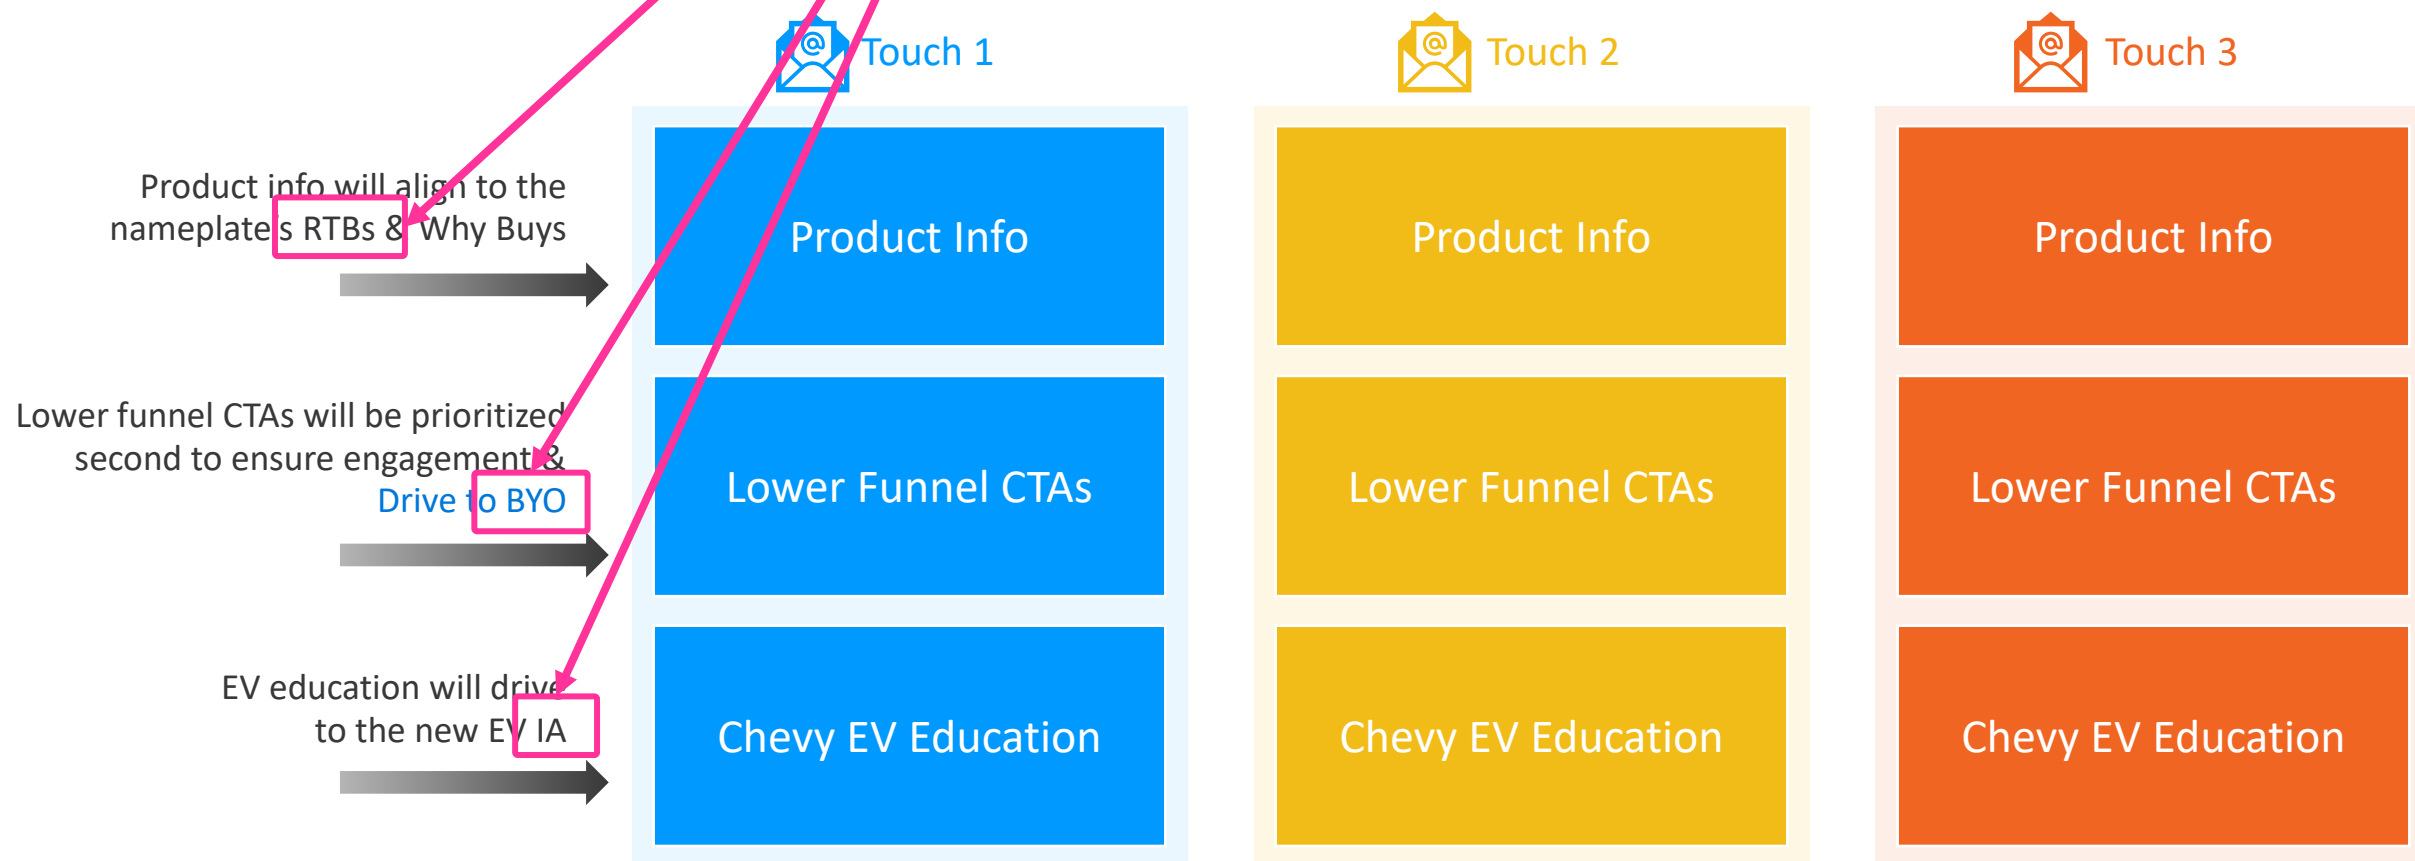 Touch 1
Touch 2
Touch 3
Product info will align to the
nameplate's RTBs & Why Buys
Product Info
Product Info
Product Info
Lower funnel CTAs will be prioritized
second to ensure engagement &
Drive to BYO
Lower Funnel CTAs
Lower Funnel CTAs
Lower Funnel CTAs
EV education will drive
to the new EV IA
Chevy EV Education
Chevy EV Education
Chevy EV Education